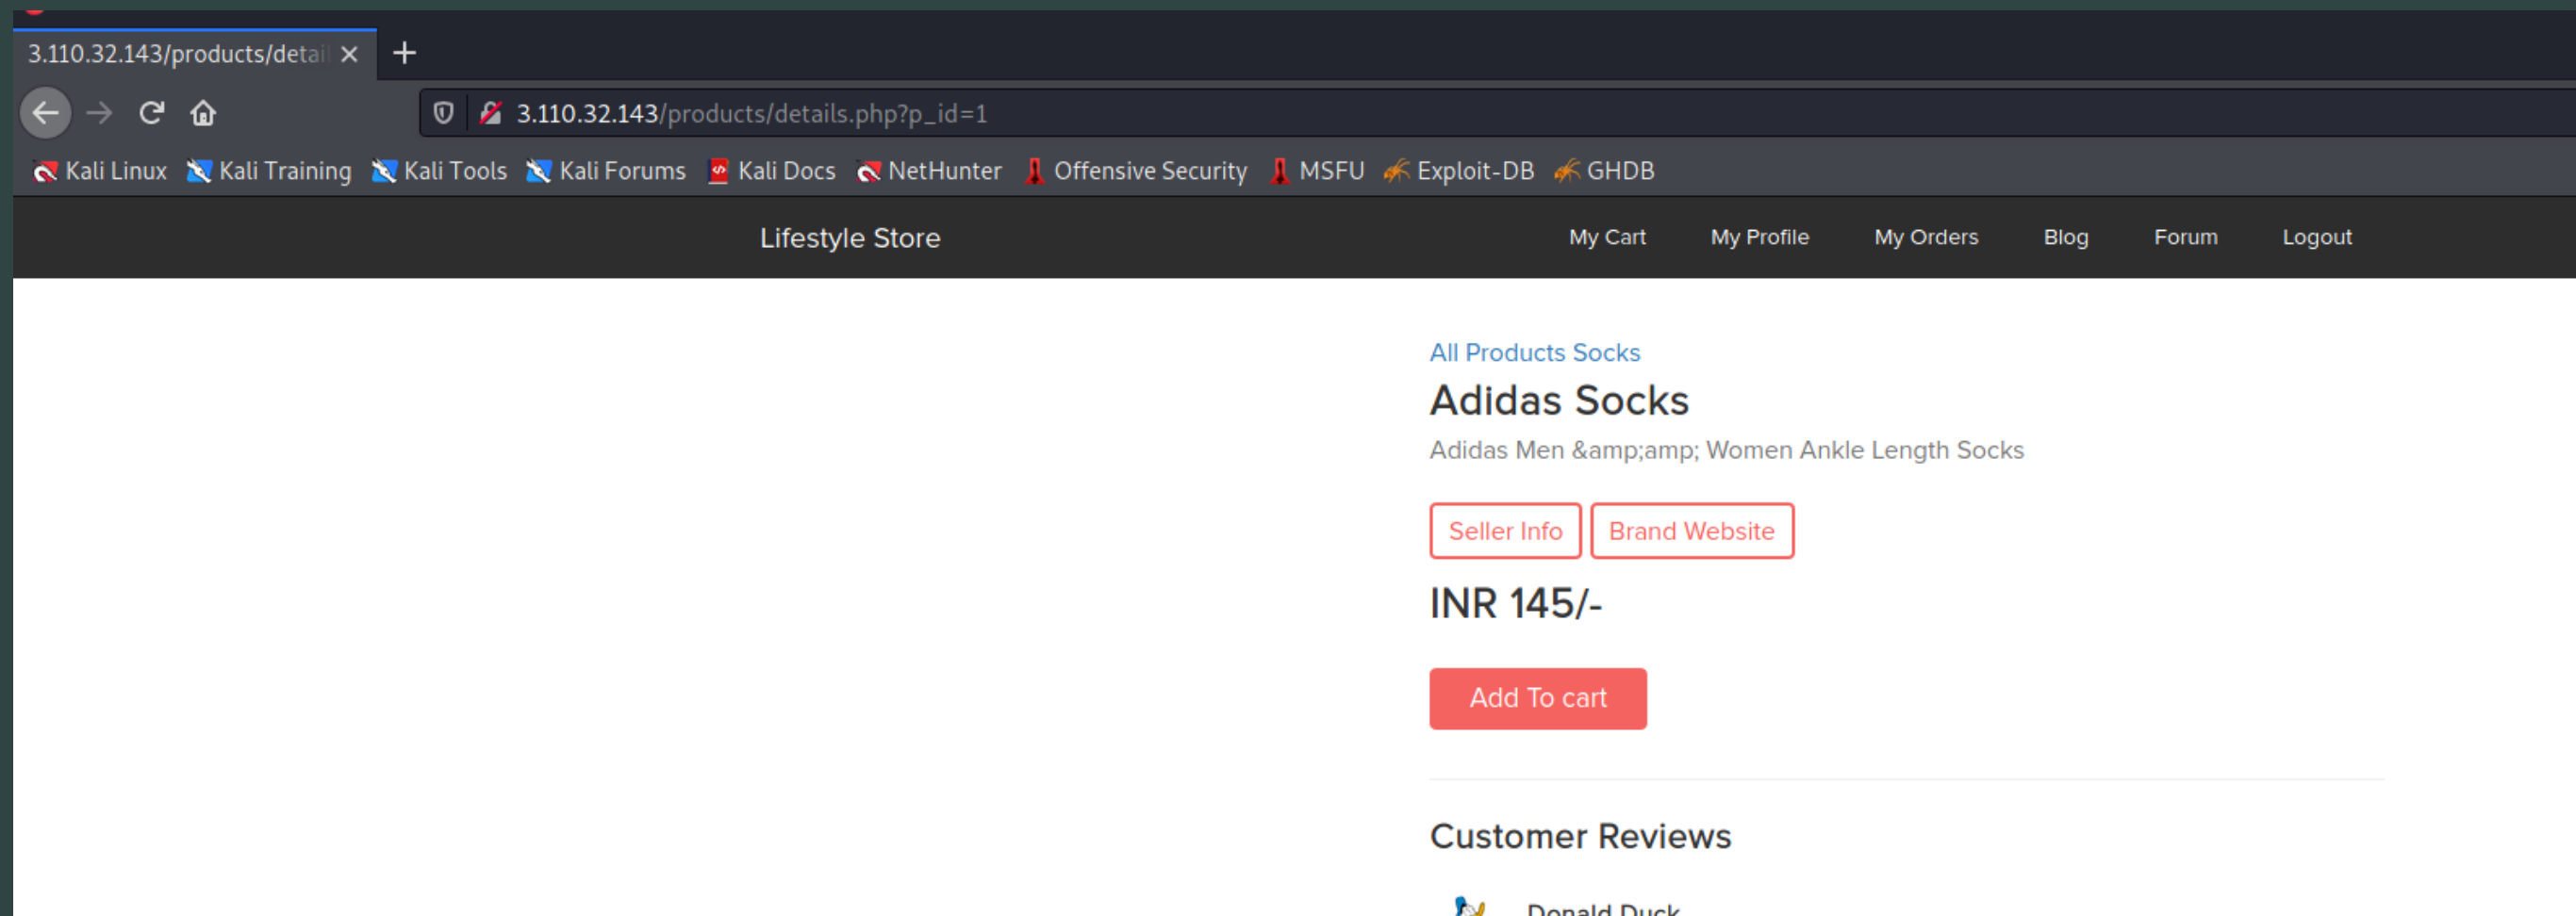 3.110.32.143/products/detail
3.110.32.143/products/details.php?p_id=1
Kali Linux Kali Training Kali Tools Kali Forums Kali Docs NetHunter Offensive Security MSFU Exploit-DB GHDB
Lifestyle Store My Cart My Profile My Orders Blog Forum Logout
All Products Socks
Adidas Socks
Adidas Men &amp;amp; Women Ankle Length Socks
Seller Info Brand Website
INR 145/-
Add To cart
Customer Reviews
Donald Duck